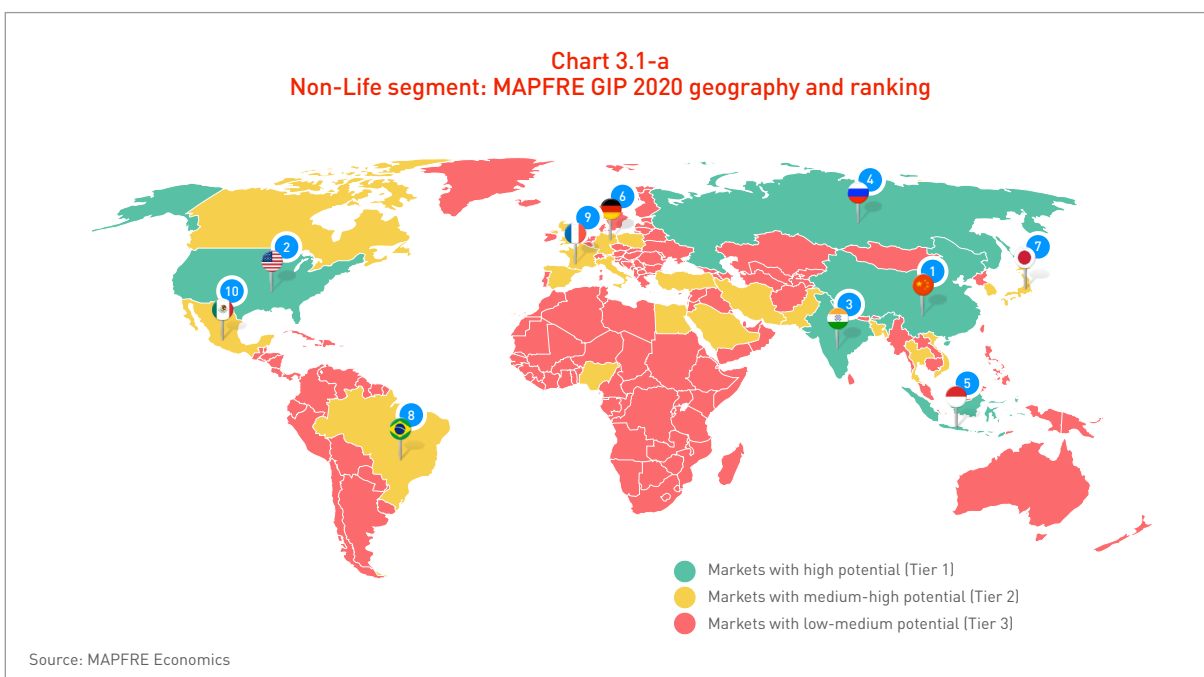 Chart 3.1-a
Non-Life segment: MAPFRE GIP 2020 geography and ranking
4
6
9
2
7
1
10
3
5
8
Markets with high potential (Tier 1)
Markets with medium-high potential (Tier 2)
Markets with low-medium potential (Tier 3)
Source: MAPFRE Economics